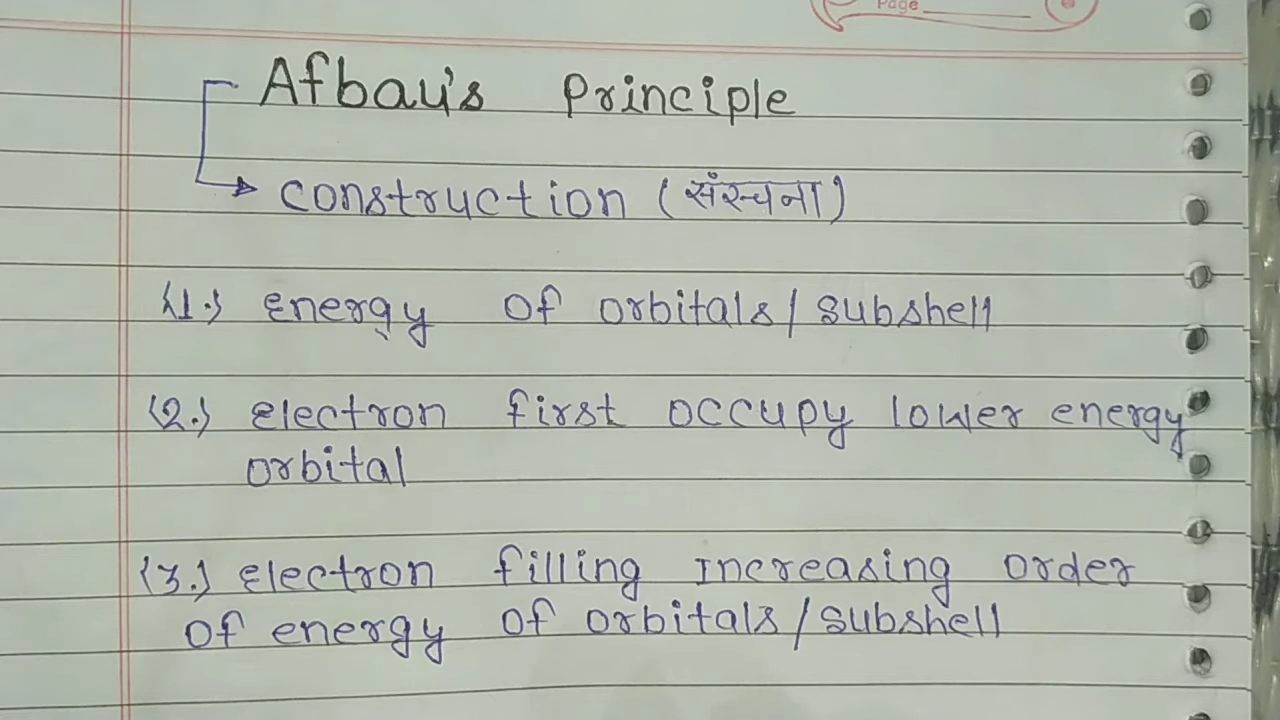 Page
Afbau's Principle
construction (संरचना)
(1.) energy of orbitals/subshell
(2.) electron first occupy lower energy
orbital
(3.) electron filling increasing order
of energy of orbitals/subshell